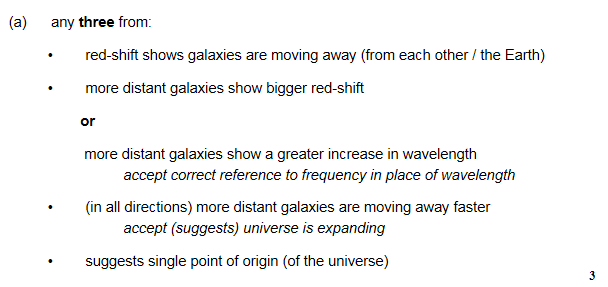 (a) any three from:
• red-shift shows galaxies are moving away (from each other / the Earth)
• more distant galaxies show bigger red-shift
or
more distant galaxies show a greater increase in wavelength
accept correct reference to frequency in place of wavelength
• (in all directions) more distant galaxies are moving away faster
accept (suggests) universe is expanding
• suggests single point of origin (of the universe)
3